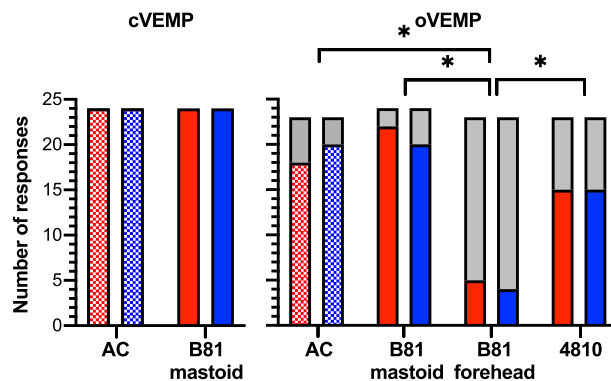 cVEMP
oVEMP
*
*
*
Number of responses
25
20
15
10
5
0
AC
B81
mastoid
AC
B81
mastoid
B81
forehead
4810